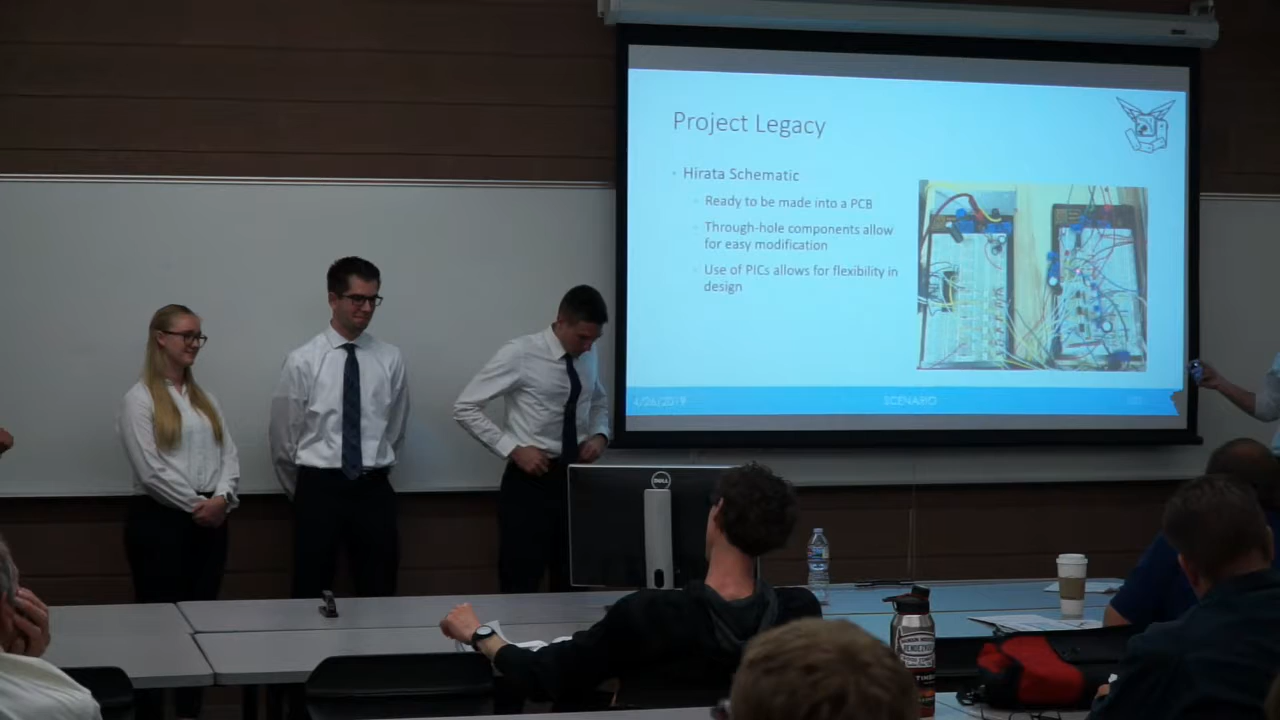 Project Legacy
Hirata Schematic
Ready to be made into a PCB
Through-hole components allow
for easy modification
Use of PICs allows for flexibility in
design
4/26/2019
SCENARIO
DELL